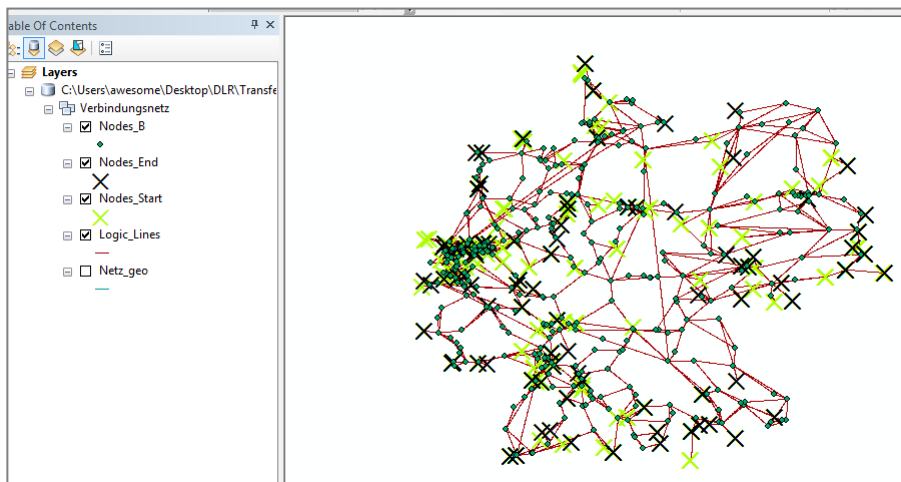 able Of Contents
Layers
C:\Users\awesome\Desktop\DLR\Transfe
Verbindungsnetz
Nodes_B
Nodes_End
Nodes_Start
Logic_Lines
Netz_geo